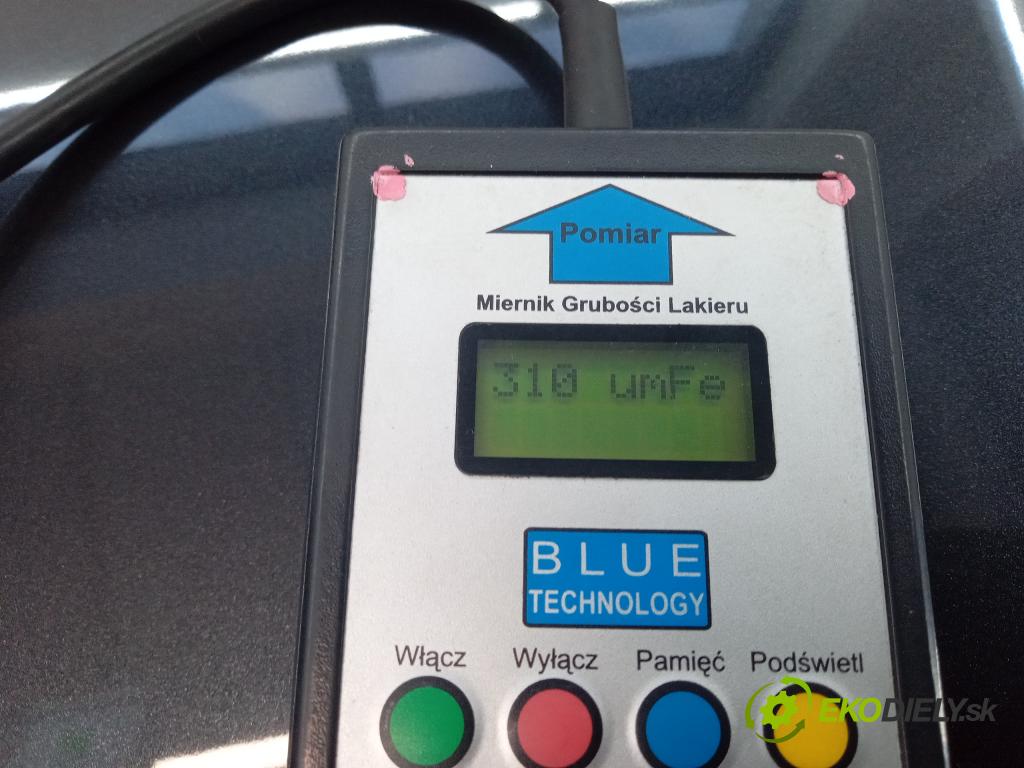 Pomiar
Miernik Grubości Lakieru
310 umFe
BLUE
TECHNOLOGY
Włącz Wyłącz Pamięć Podświetl
EKODIELY.sk